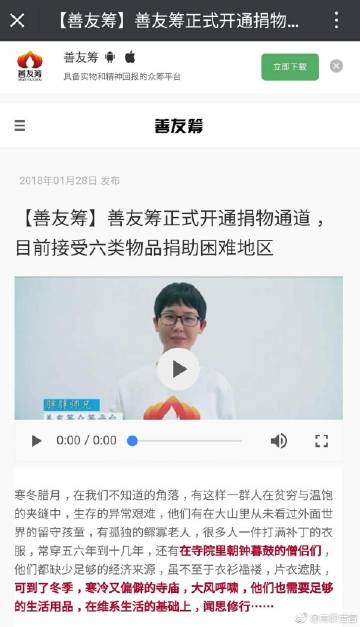 【善友筹】善友筹正式开通捐物...
善友筹
善友筹
具备实物和精神回报的众筹平台
立即下载
善友筹
2018年01月28日 发布
【善友筹】善友筹正式开通捐物通道，
目前接受六类物品捐助困难地区
0:00 / 0:00
寒冬腊月，在我们不知道的角落，有这样一群人在贫穷与温饱
的夹缝中，生存的异常艰难，他们有在大山里从未看过外面世
界的留守孩童，有孤独的鳏寡老人，很多人一件打满补丁的衣
服，常穿五六年到十几年，还有在寺院里朝钟暮鼓的僧侣们，
他们都缺少足够的经济来源，虽不至于衣衫褴褛，片衣遮肤，
可到了冬季，寒冷又偏僻的寺庙，大风呼啸，他们也需要足够
的生活用品，在维系生活的基础上，闻思修行……